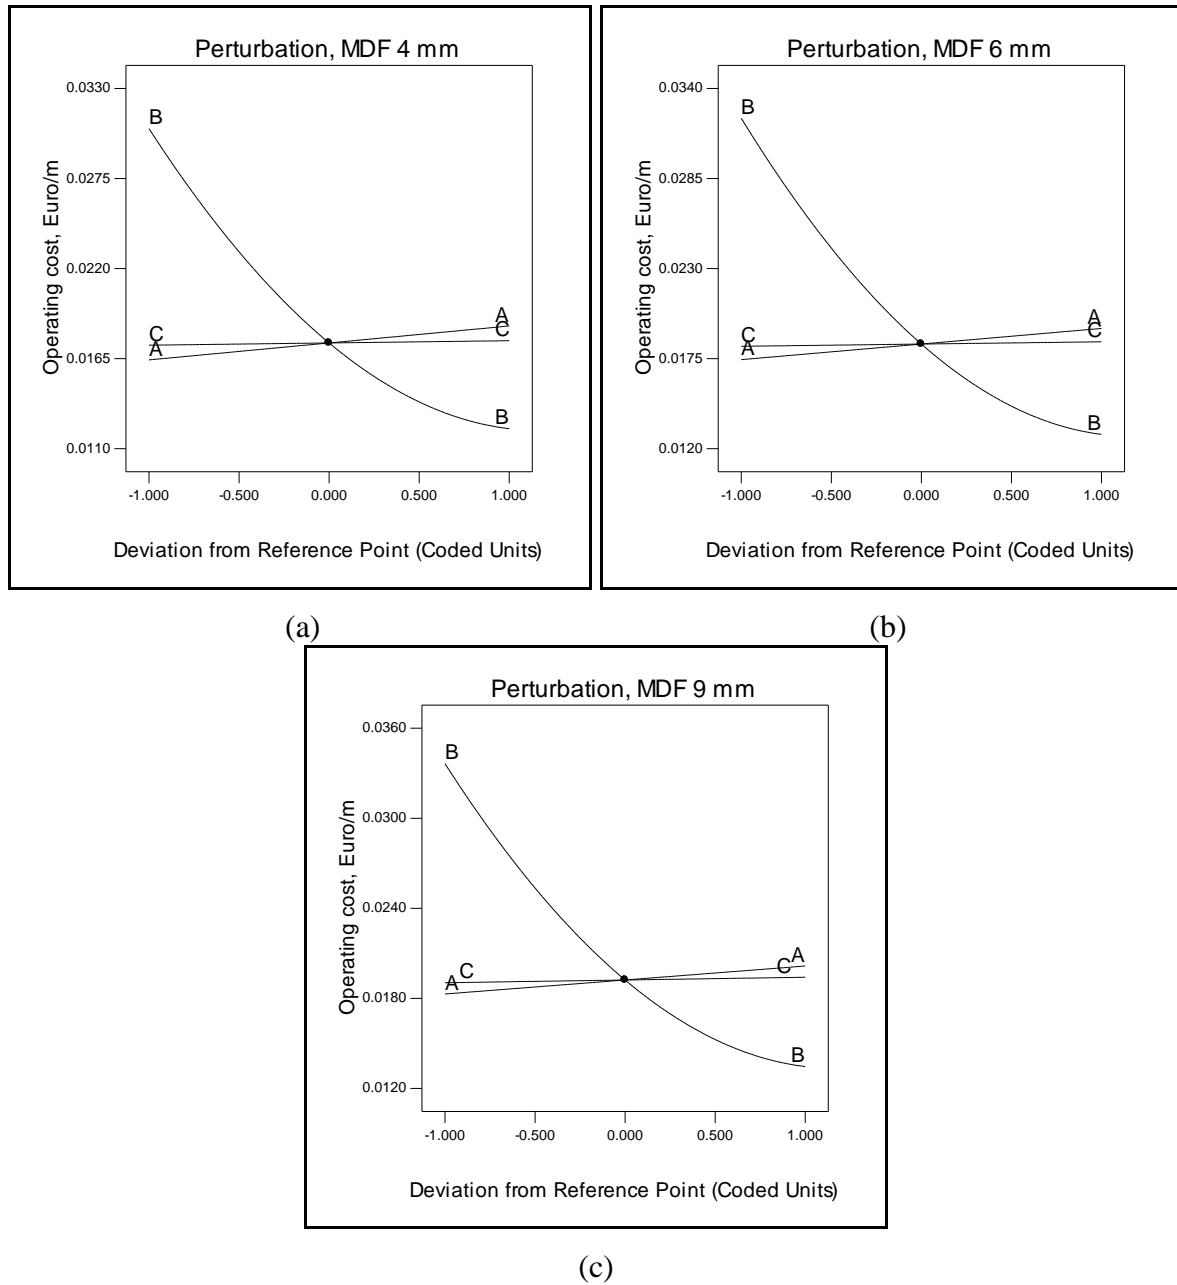 Perturbation, MDF 4 mm
0.0330
0.0275
0.0220
0.0165
0.0110
Operating cost, Euro/m
B
C
A
A
C
B
-1.000 -0.500 0.000 0.500 1.000
Deviation from Reference Point (Coded Units)
(a)
Perturbation, MDF 6 mm
0.0340
0.0285
0.0230
0.0175
0.0120
Operating cost, Euro/m
B
C
A
A
C
B
-1.000 -0.500 0.000 0.500 1.000
Deviation from Reference Point (Coded Units)
(b)
Perturbation, MDF 9 mm
0.0360
0.0300
0.0240
0.0180
0.0120
Operating cost, Euro/m
B
C
A
A
C
B
-1.000 -0.500 0.000 0.500 1.000
Deviation from Reference Point (Coded Units)
(c)